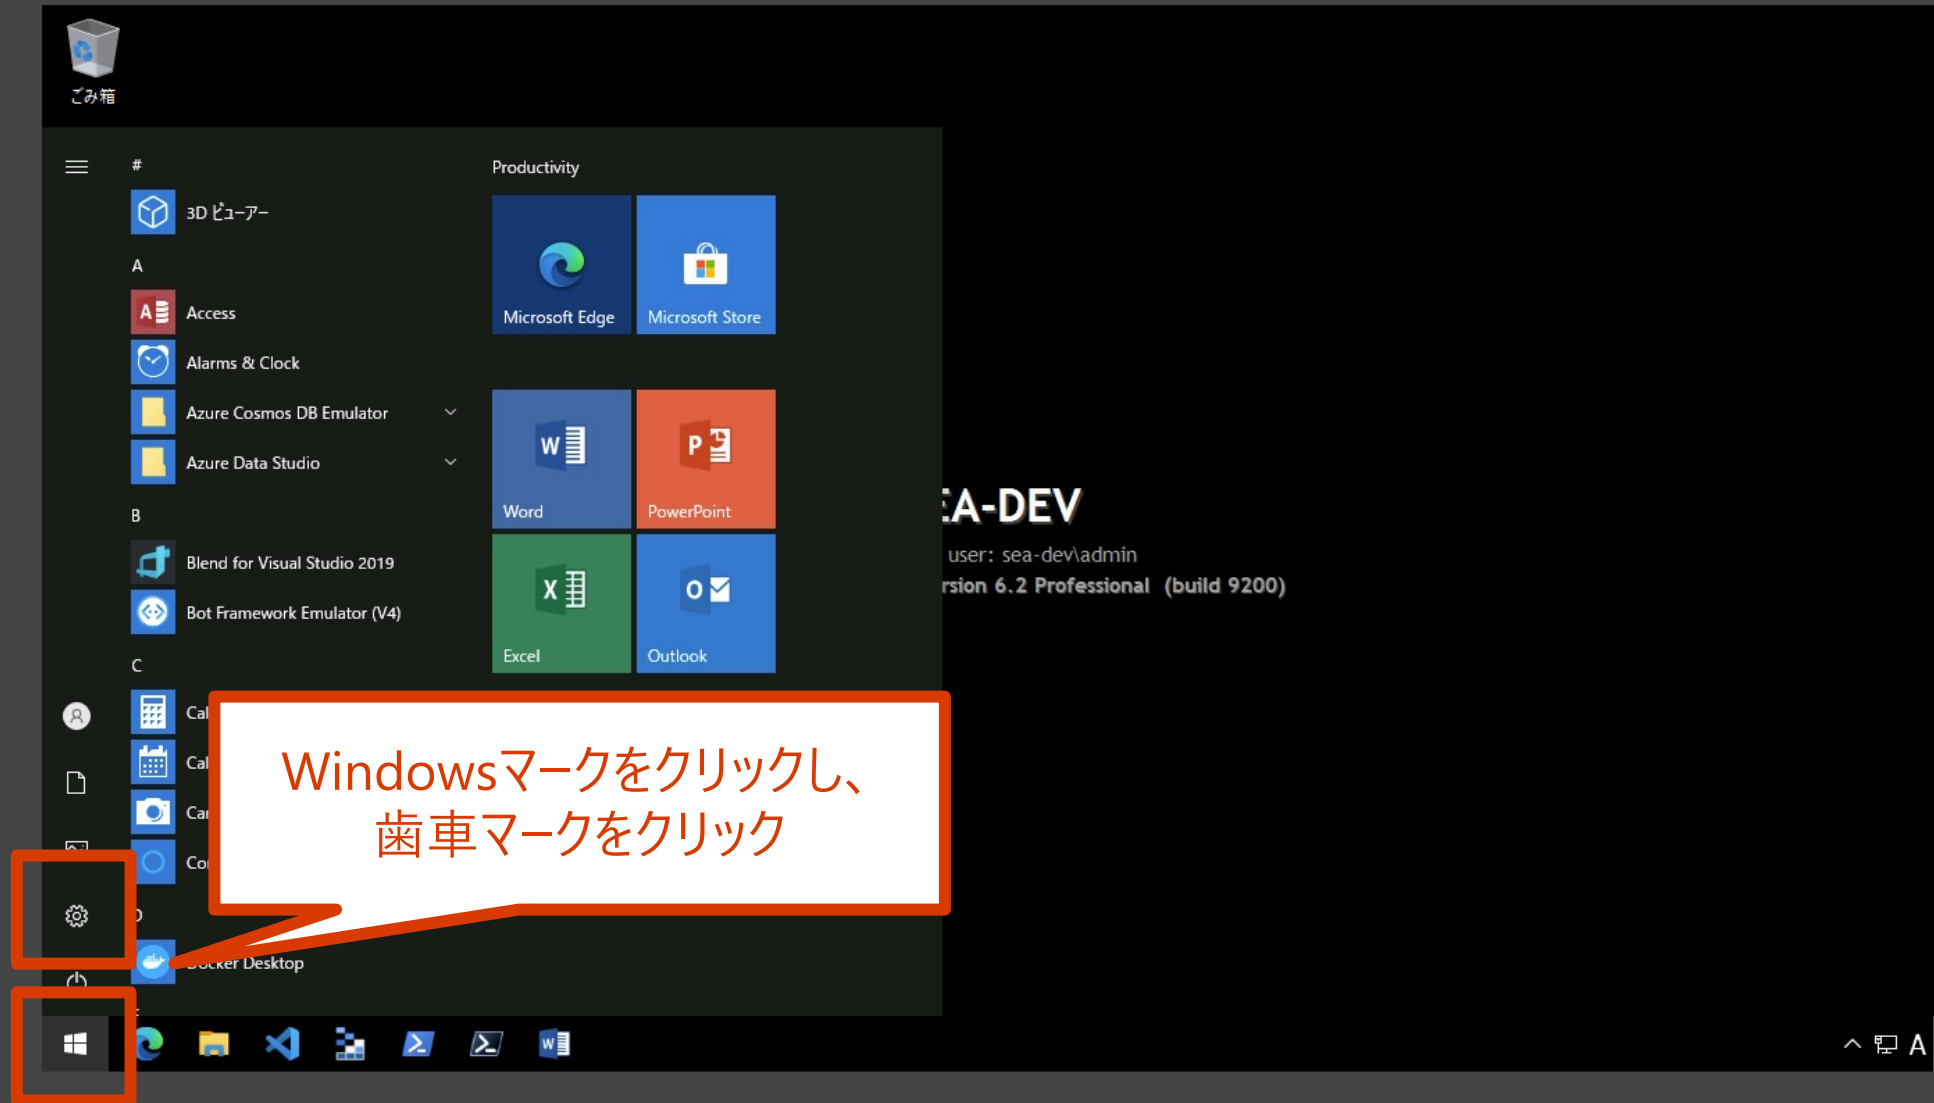 ごみ箱
#
3D ビューアー
A
Access
Alarms & Clock
Azure Cosmos DB Emulator
Azure Data Studio
B
Blend for Visual Studio 2019
Bot Framework Emulator (V4)
C
Cal
Cal
Docker Desktop
Productivity
Microsoft Edge
Microsoft Store
Word
PowerPoint
Excel
Outlook
EA-DEV
user: sea-dev\admin
rsion 6.2 Professional (build 9200)
Windowsマークをクリックし、
歯車マークをクリック
A